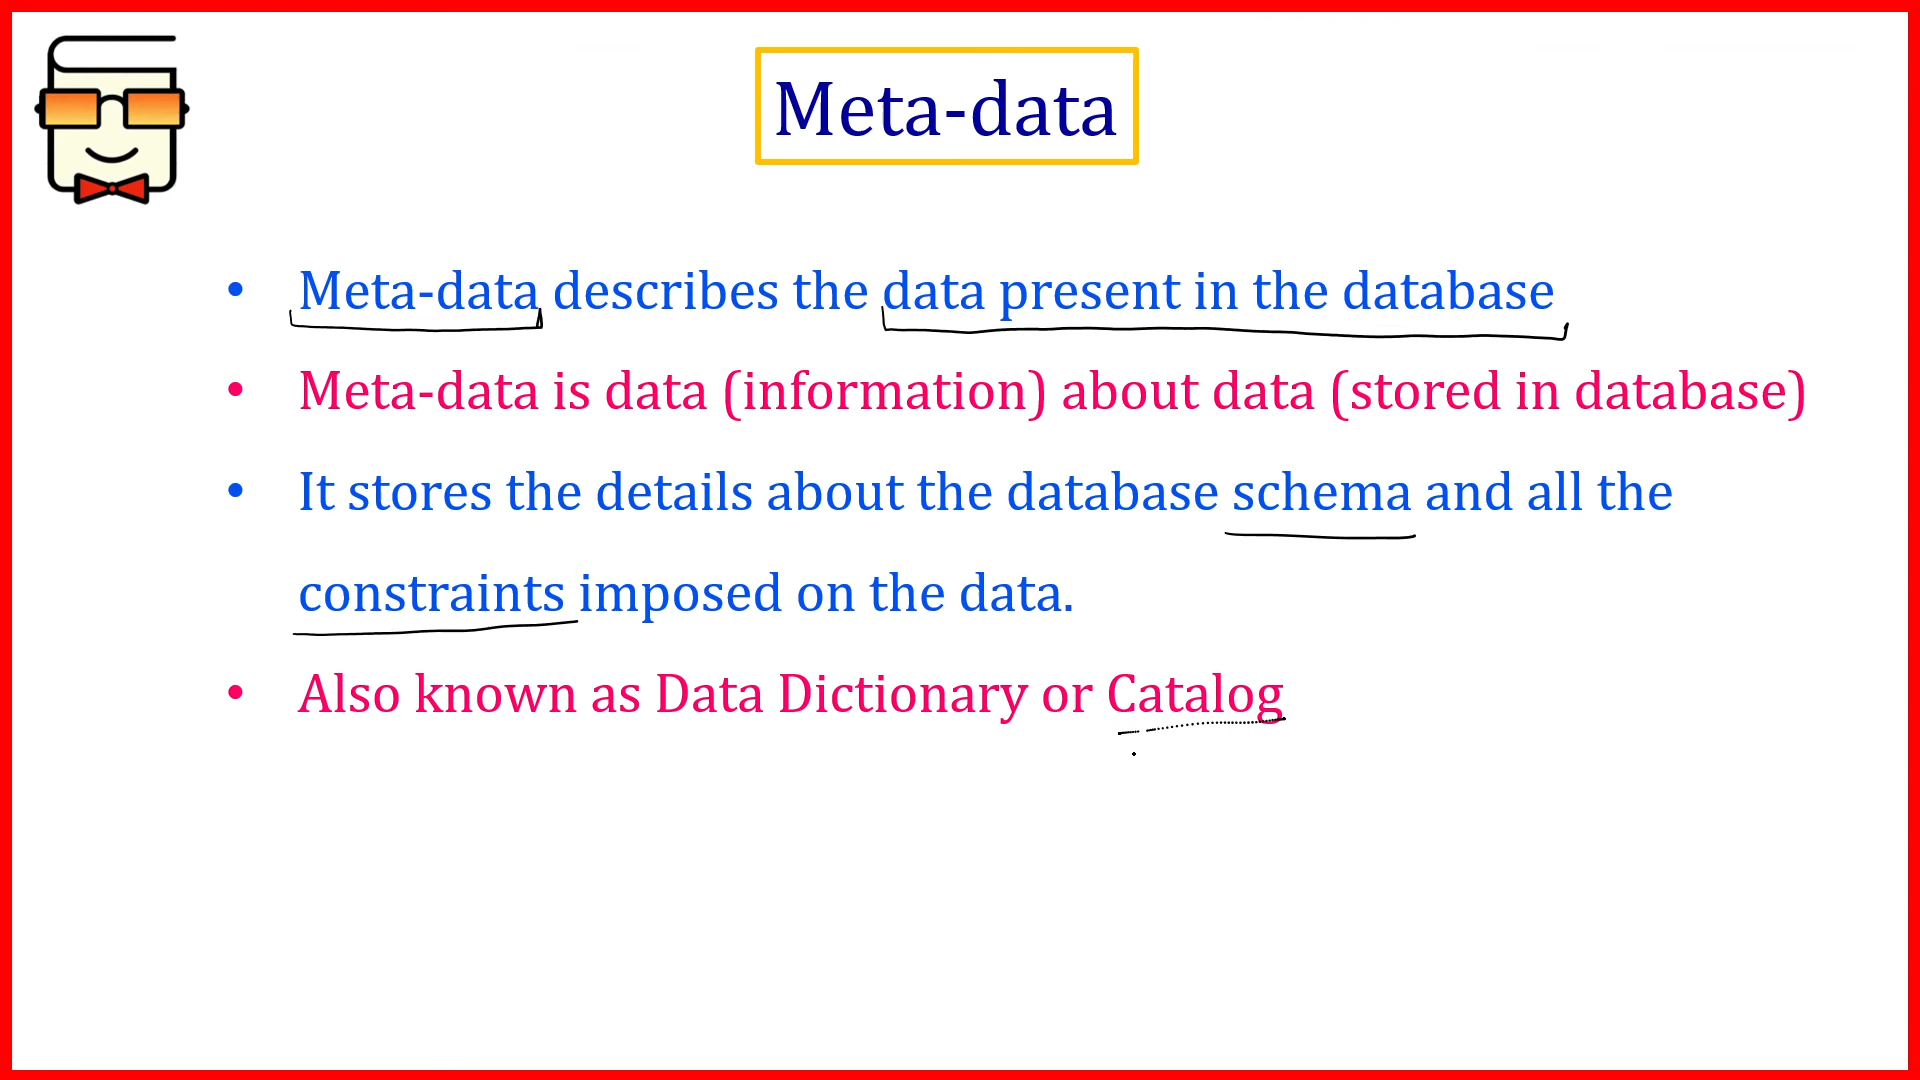 Meta-data
• Meta-data describes the data present in the database
• Meta-data is data (information) about data (stored in database)
• It stores the details about the database schema and all the
constraints imposed on the data.
• Also known as Data Dictionary or Catalog